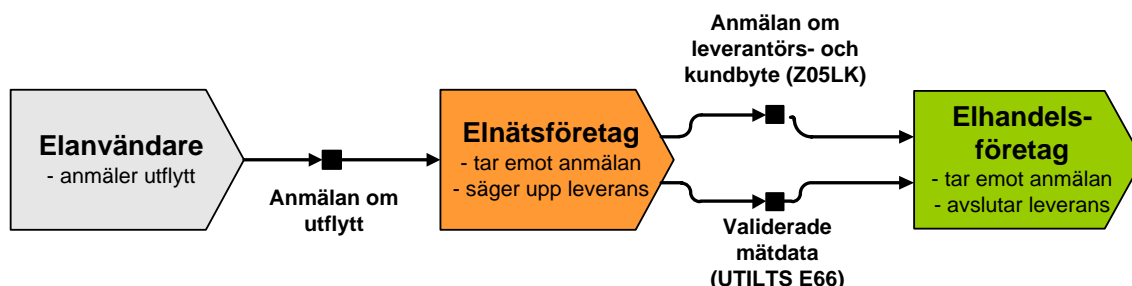 Elanvändare
- anmäler utflytt
Anmälan om
utflytt
Elnätsföretag
- tar emot anmälan
- säger upp leverans
Anmälan om
leverantörs- och
kundbyte (Z05LK)
Validerade
mätdata
(UTILTS E66)
Elhandels-
företag
- tar emot anmälan
- avslutar leverans